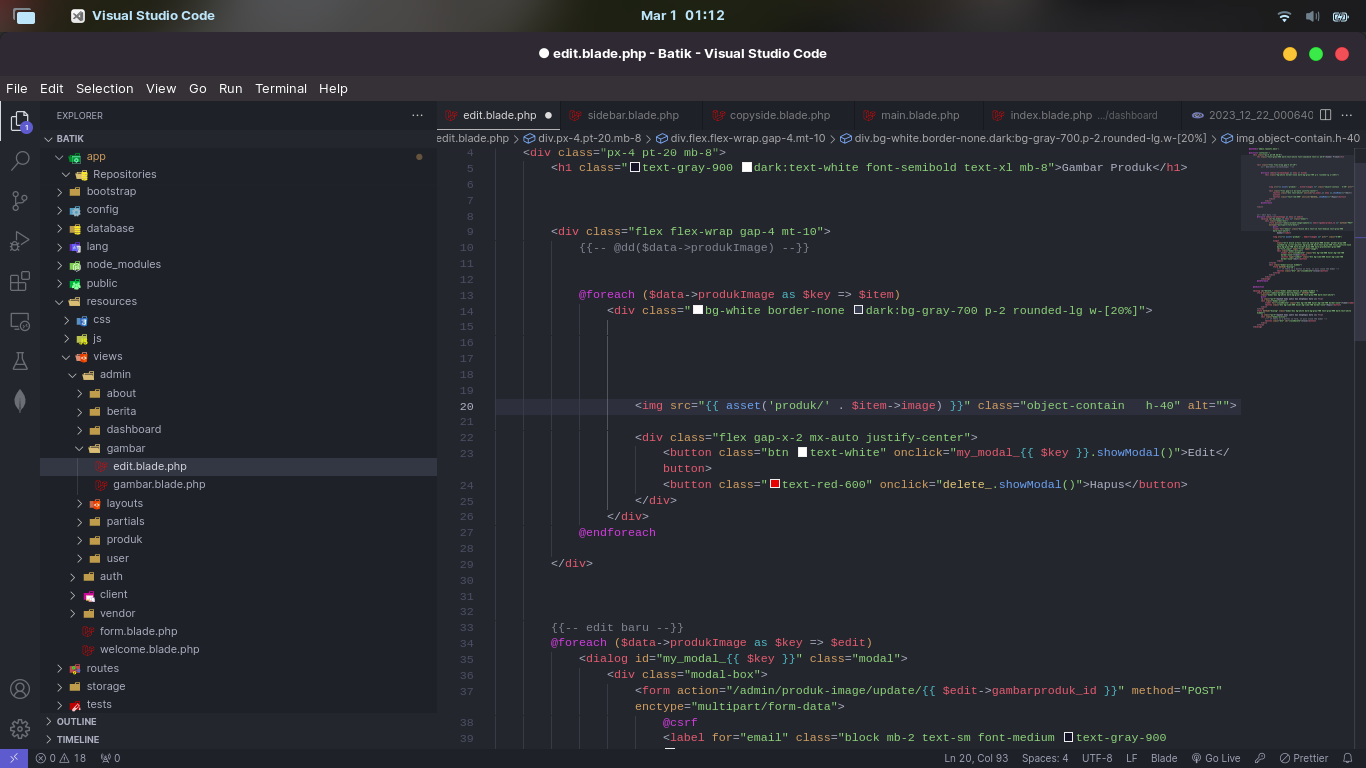 Visual Studio Code
Mar 1 01:12
edit.blade.php - Batik - Visual Studio Code
File Edit Selection View Go Run Terminal Help
1
EXPLORER
BATIK
app
Repositories
bootstrap
config
database
lang
node_modules
public
resources
css
js
views
admin
about
berita
dashboard
gambar
edit.blade.php
gambar.blade.php
layouts
partials
produk
user
auth
client
vendor
form.blade.php
welcome.blade.php
routes
storage
tests
OUTLINE
TIMELINE
edit.blade.php sidebar.blade.php copyside.blade.php main.blade.php index.blade.php .../dashboard 2023_12_22_000640
edit.blade.php > div.px-4.pt-20.mb-8 > div.flex.flex-wrap.gap-4.mt-10 > div.bg-white.border-none.dark:bg-gray-700.p-2.rounded-lg.w-[20%] > img.object-contain.h-40
4 <div class="px-4 pt-20 mb-8">
5 <h1 class="text-gray-900 dark:text-white font-semibold text-xl mb-8">Gambar Produk</h1>
6
7
8
9 <div class="flex flex-wrap gap-4 mt-10">
10 {{-- @dd($data->produkImage) --}}
11
12
13 @foreach ($data->produkImage as $key => $item)
14 <div class="bg-white border-none dark:bg-gray-700 p-2 rounded-lg w-[20%]">
15
16
17
18
19
20 <img src="{{ asset('produk/' . $item->image) }}" class="object-contain   h-40" alt="">
21
22 <div class="flex gap-x-2 mx-auto justify-center">
23 <button class="btn text-white" onclick="my_modal_{{ $key }}.showModal()">Edit</
button>
24 <button class="text-red-600" onclick="delete_.showModal()">Hapus</button>
25 </div>
26 </div>
27 @endforeach
28
29 </div>
30
31
32
33 {{-- edit baru --}}
34 @foreach ($data->produkImage as $key => $edit)
35 <dialog id="my_modal_{{ $key }}" class="modal">
36 <div class="modal-box">
37 <form action="/admin/produk-image/update/{{ $edit->gambarproduk_id }}" method="POST"
enctype="multipart/form-data">
38 @csrf
39 <label for="email" class="block mb-2 text-sm font-medium text-gray-900
0 18 0 Ln 20, Col 93 Spaces: 4 UTF-8 LF Blade Go Live Prettier